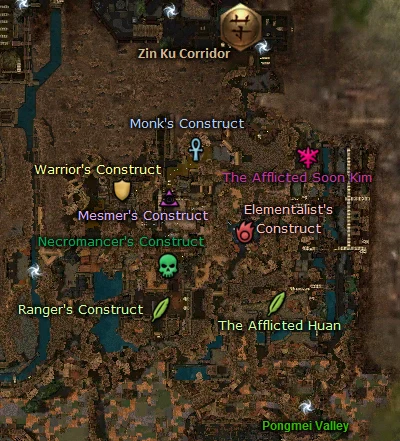 Zin Ku Corridor
Monk's Construct
Warrior's Construct
The Afflicted Soon Kim
Mesmer's Construct
Elementalist's
Construct
Necromancer's Construct
Ranger's Construct
The Afflicted Huan
Pongmei Valley